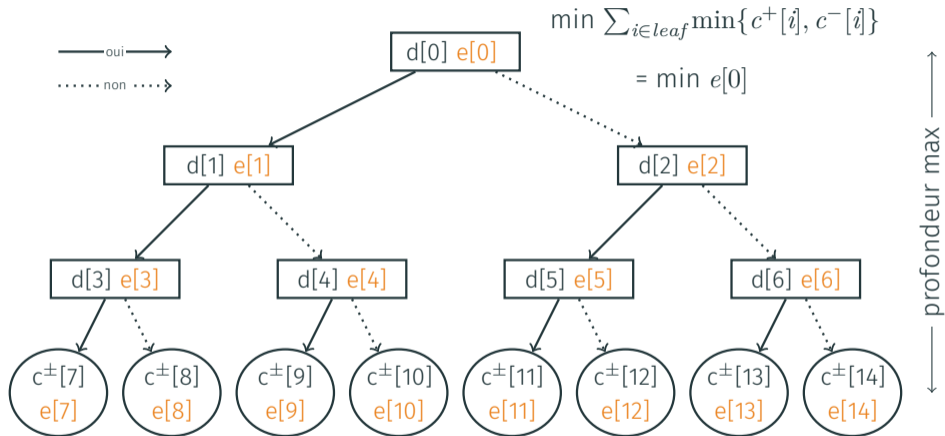 min ∑_{i∈leaf} min{c⁺[i], c⁻[i]}
= min e[0]
oui
non
d[0] e[0]
d[1] e[1]
d[2] e[2]
d[3] e[3]
d[4] e[4]
d[5] e[5]
d[6] e[6]
c±[7]
e[7]
c±[8]
e[8]
c±[9]
e[9]
c±[10]
e[10]
c±[11]
e[11]
c±[12]
e[12]
c±[13]
e[13]
c±[14]
e[14]
profondeur max